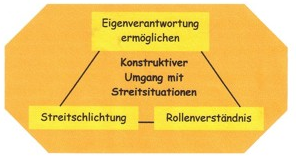 Eigenverantwortung
ermöglichen
Konstruktiver
Umgang mit
Streitsituationen
Streitschlichtung
Rollenverständnis